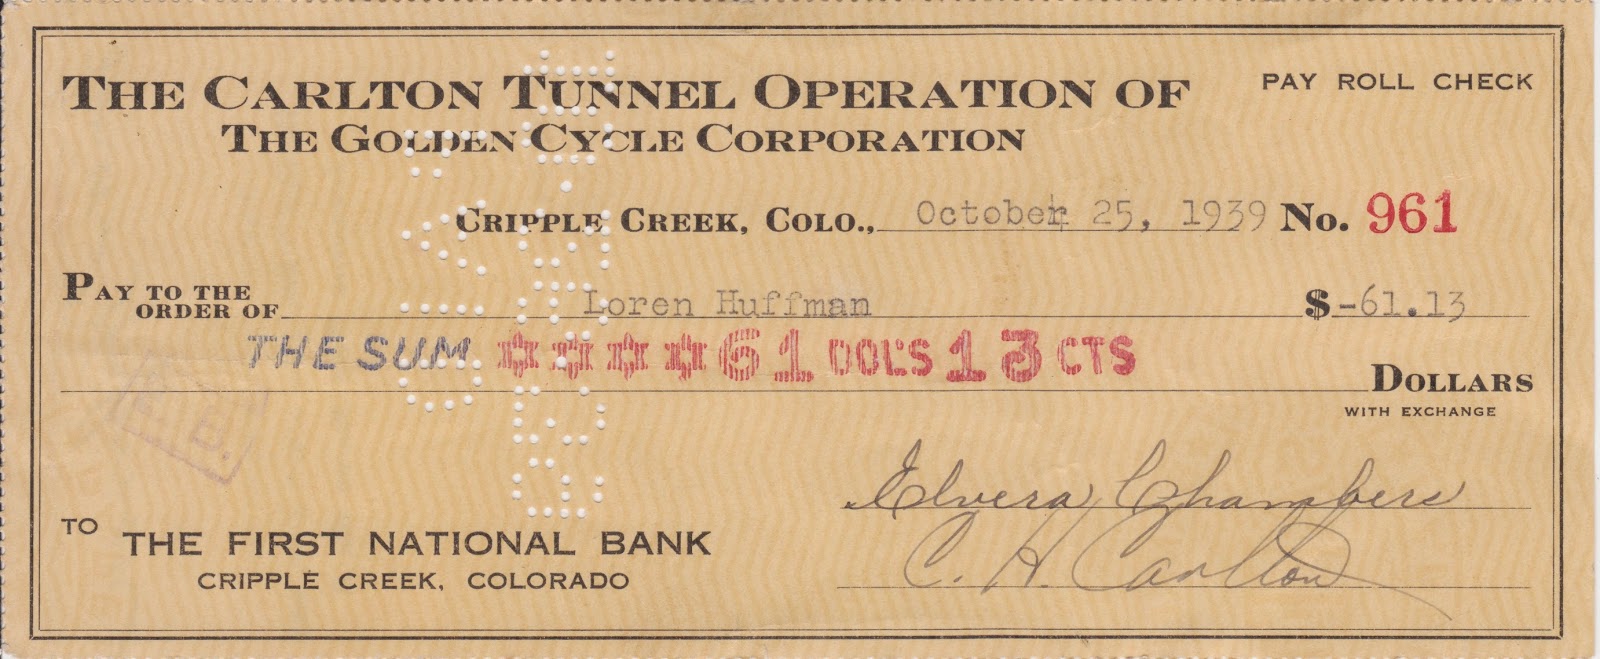 THE CARLTON TUNNEL OPERATION OF
PAY ROLL CHECK
THE GOLDEN CYCLE CORPORATION
CRIPPLE CREEK, COLO., October 25, 1939 No. 961
PAY TO THE
ORDER OF Loren Huffman $-61.13
THE SUM 61 DOL'S 13 CTS
DOLLARS
WITH EXCHANGE
Elvera Chambers
C. H. Carlton
TO THE FIRST NATIONAL BANK
CRIPPLE CREEK, COLORADO